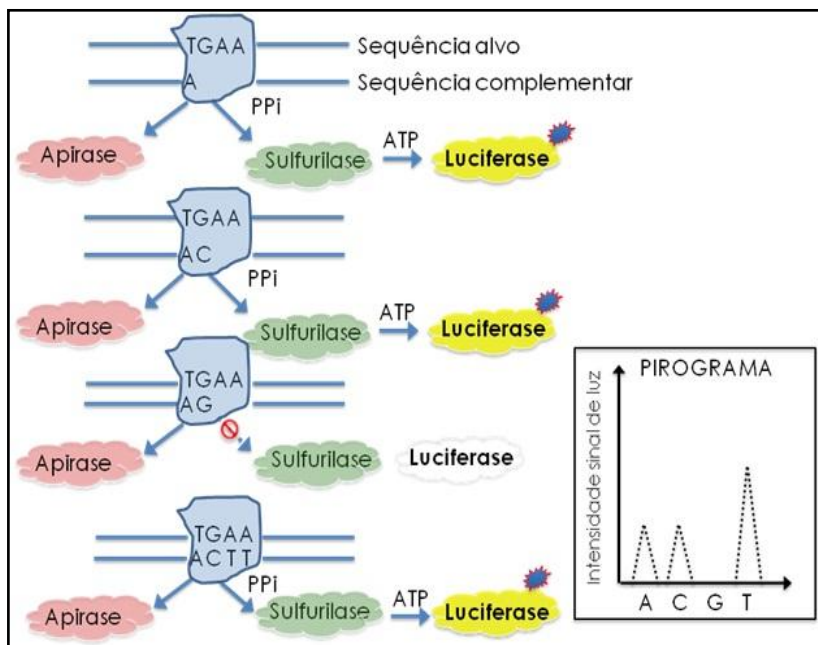 TGAA
Sequência alvo
A
Sequência complementar
PPi
Apirase
Sulfurilase
ATP
Luciferase
TGAA
AC
PPi
Apirase
Sulfurilase
ATP
Luciferase
TGAA
AG
Apirase
Sulfurilase
Luciferase
TGAA
ACTT
PPi
Apirase
Sulfurilase
ATP
Luciferase
PIROGRAMA
Intensidade sinal de luz
A C G T